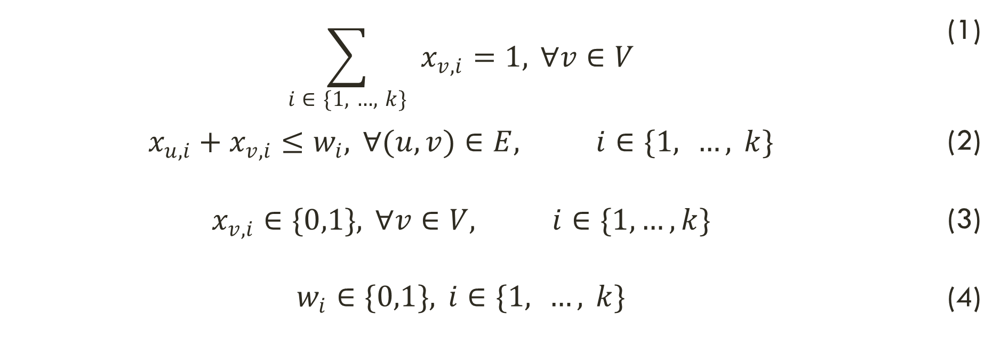 ∑ x_{v,i} = 1, ∀v ∈ V (1)
i ∈ {1, …, k}
x_{u,i} + x_{v,i} ≤ w_i, ∀(u, v) ∈ E, i ∈ {1, …, k} (2)
x_{v,i} ∈ {0,1}, ∀v ∈ V, i ∈ {1, …, k} (3)
w_i ∈ {0,1}, i ∈ {1, …, k} (4)